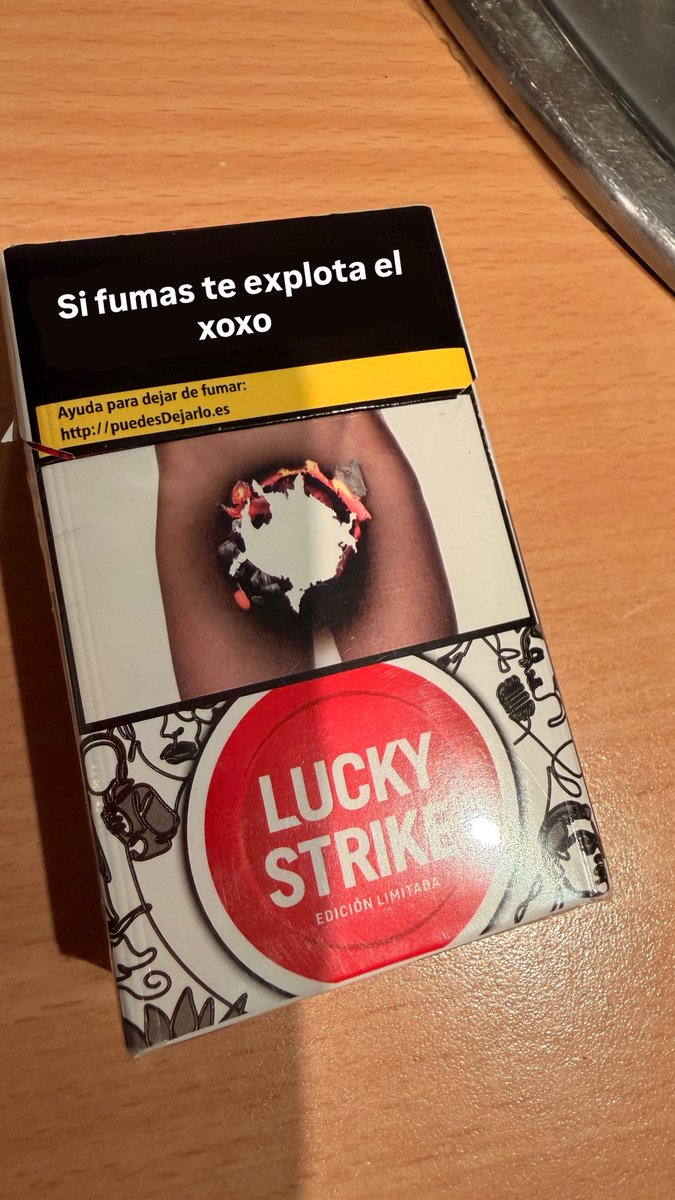 Si fumas te explota el
xoxo
Ayuda para dejar de fumar:
http://puedesDejarlo.es
LUCKY
STRIKE
EDICIÓN LIMITADA